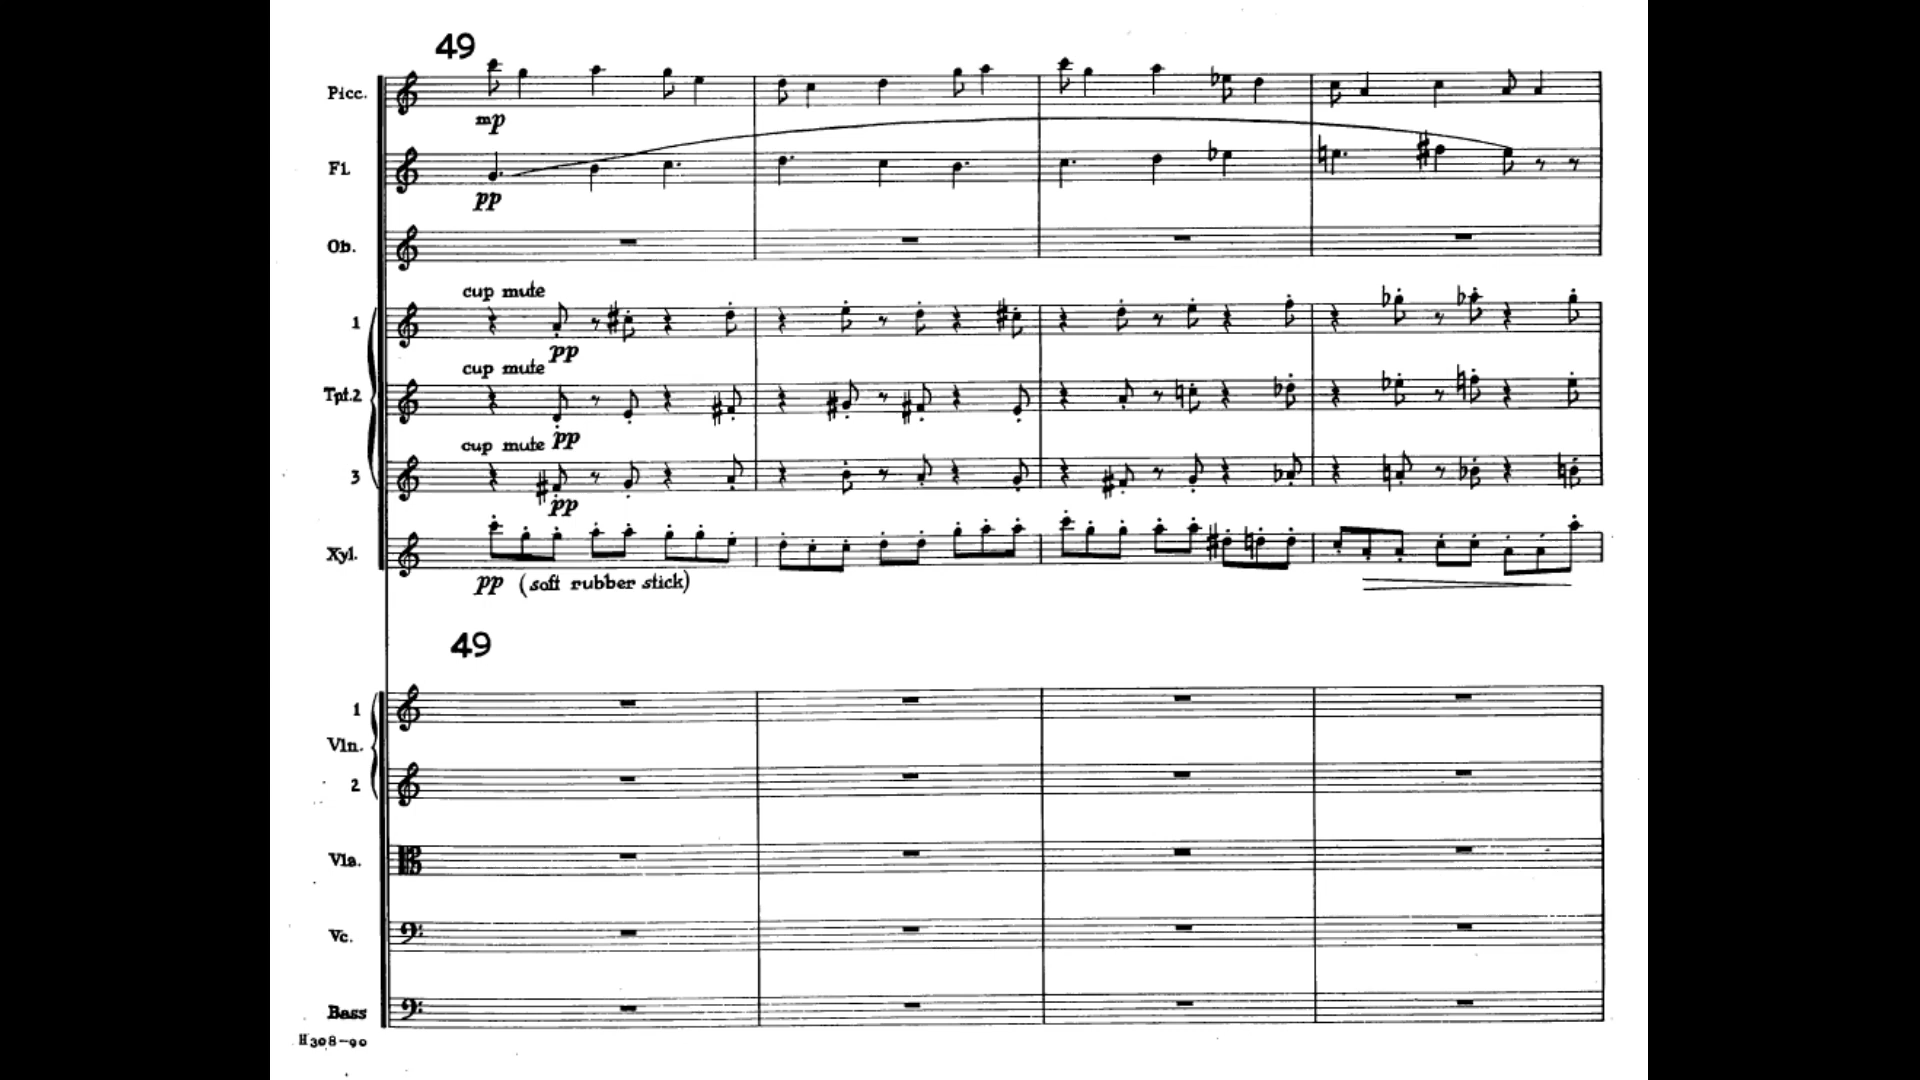 49
Picc.
mp
Fl.
pp
Ob.
cup mute
1
pp
cup mute
Tpt.2
pp
cup mute
3
pp
Xyl.
pp (soft rubber stick)
49
1
Vln.
2
Vla.
Vc.
Bass
H308-90